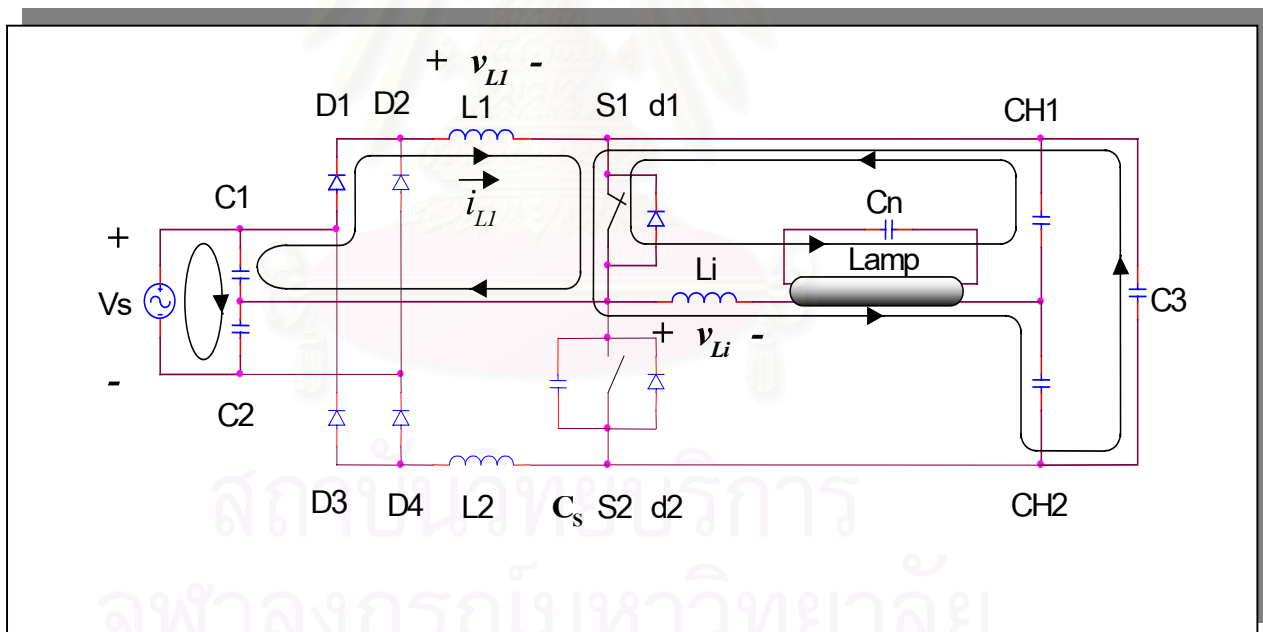 + vL1 -
D1 D2 L1 S1 d1 CH1
iL1
C1 Cn
+ Li Lamp
Vs C3
+ vLi -
-
C2
D3 D4 L2 Cs S2 d2 CH2
สถาบันวิทยบริการ
จุฬาลงกรณ์มหาวิทยาลัย